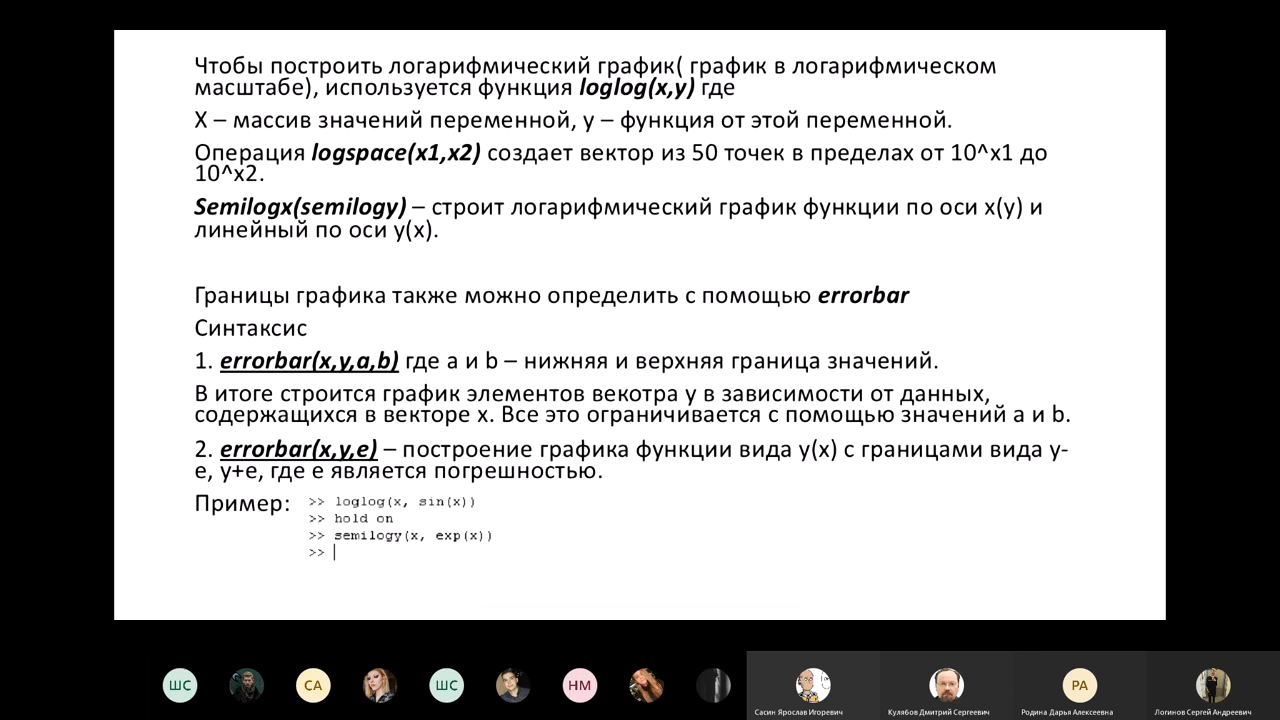 Чтобы построить логарифмический график( график в логарифмическом
масштабе), используется функция loglog(x,y) где
X – массив значений переменной, y – функция от этой переменной.
Операция logspace(x1,x2) создает вектор из 50 точек в пределах от 10^x1 до
10^x2.
Semilogx(semilogy) – строит логарифмический график функции по оси x(y) и
линейный по оси y(x).
Границы графика также можно определить с помощью errorbar
Синтаксис
1. errorbar(x,y,a,b) где a и b – нижняя и верхняя граница значений.
В итоге строится график элементов векотра y в зависимости от данных,
содержащихся в векторе x. Все это ограничивается с помощью значений a и b.
2. errorbar(x,y,e) – построение графика функции вида y(x) с границами вида y-
e, y+e, где e является погрешностью.
Пример:
>> loglog(x, sin(x))
>> hold on
>> semilogy(x, exp(x))
>>
ШС СА ШС НМ РА
Сасин Ярослав Игоревич Кулябов Дмитрий Сергеевич Родина Дарья Алексеевна Логинов Сергей Андреевич